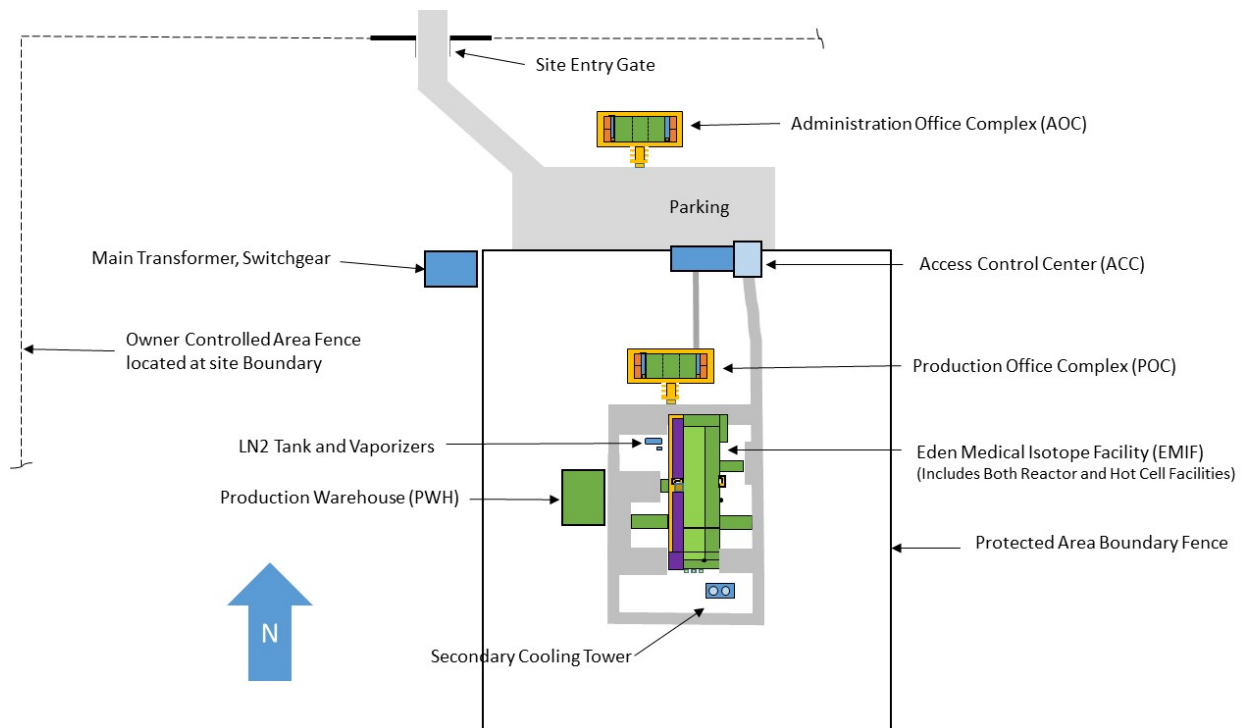 Site Entry Gate
Administration Office Complex (AOC)
Parking
Main Transformer, Switchgear
Access Control Center (ACC)
Owner Controlled Area Fence
located at site Boundary
Production Office Complex (POC)
LN2 Tank and Vaporizers
Eden Medical Isotope Facility (EMIF)
(Includes Both Reactor and Hot Cell Facilities)
Production Warehouse (PWH)
Protected Area Boundary Fence
N
Secondary Cooling Tower